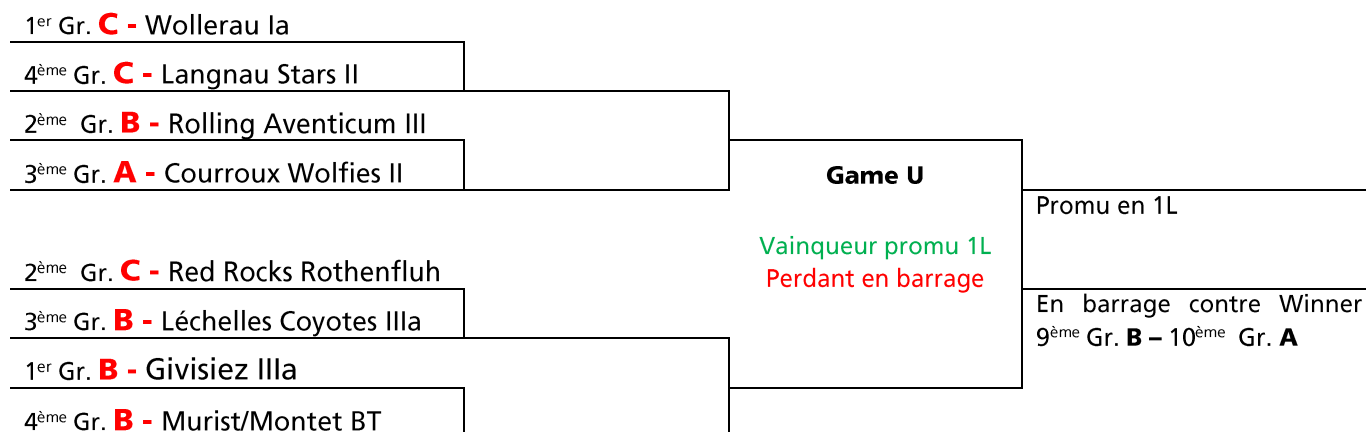 1er Gr. C - Wollerau Ia
4ème Gr. C - Langnau Stars II
2ème Gr. B - Rolling Aventicum III
3ème Gr. A - Courroux Wolfies II
Game U
Promu en 1L
Vainqueur promu 1L
2ème Gr. C - Red Rocks Rothenfluh
Perdant en barrage
En barrage contre Winner
3ème Gr. B - Léchelles Coyotes IIIa
9ème Gr. B – 10ème Gr. A
1er Gr. B - Givisiez IIIa
4ème Gr. B - Murist/Montet BT